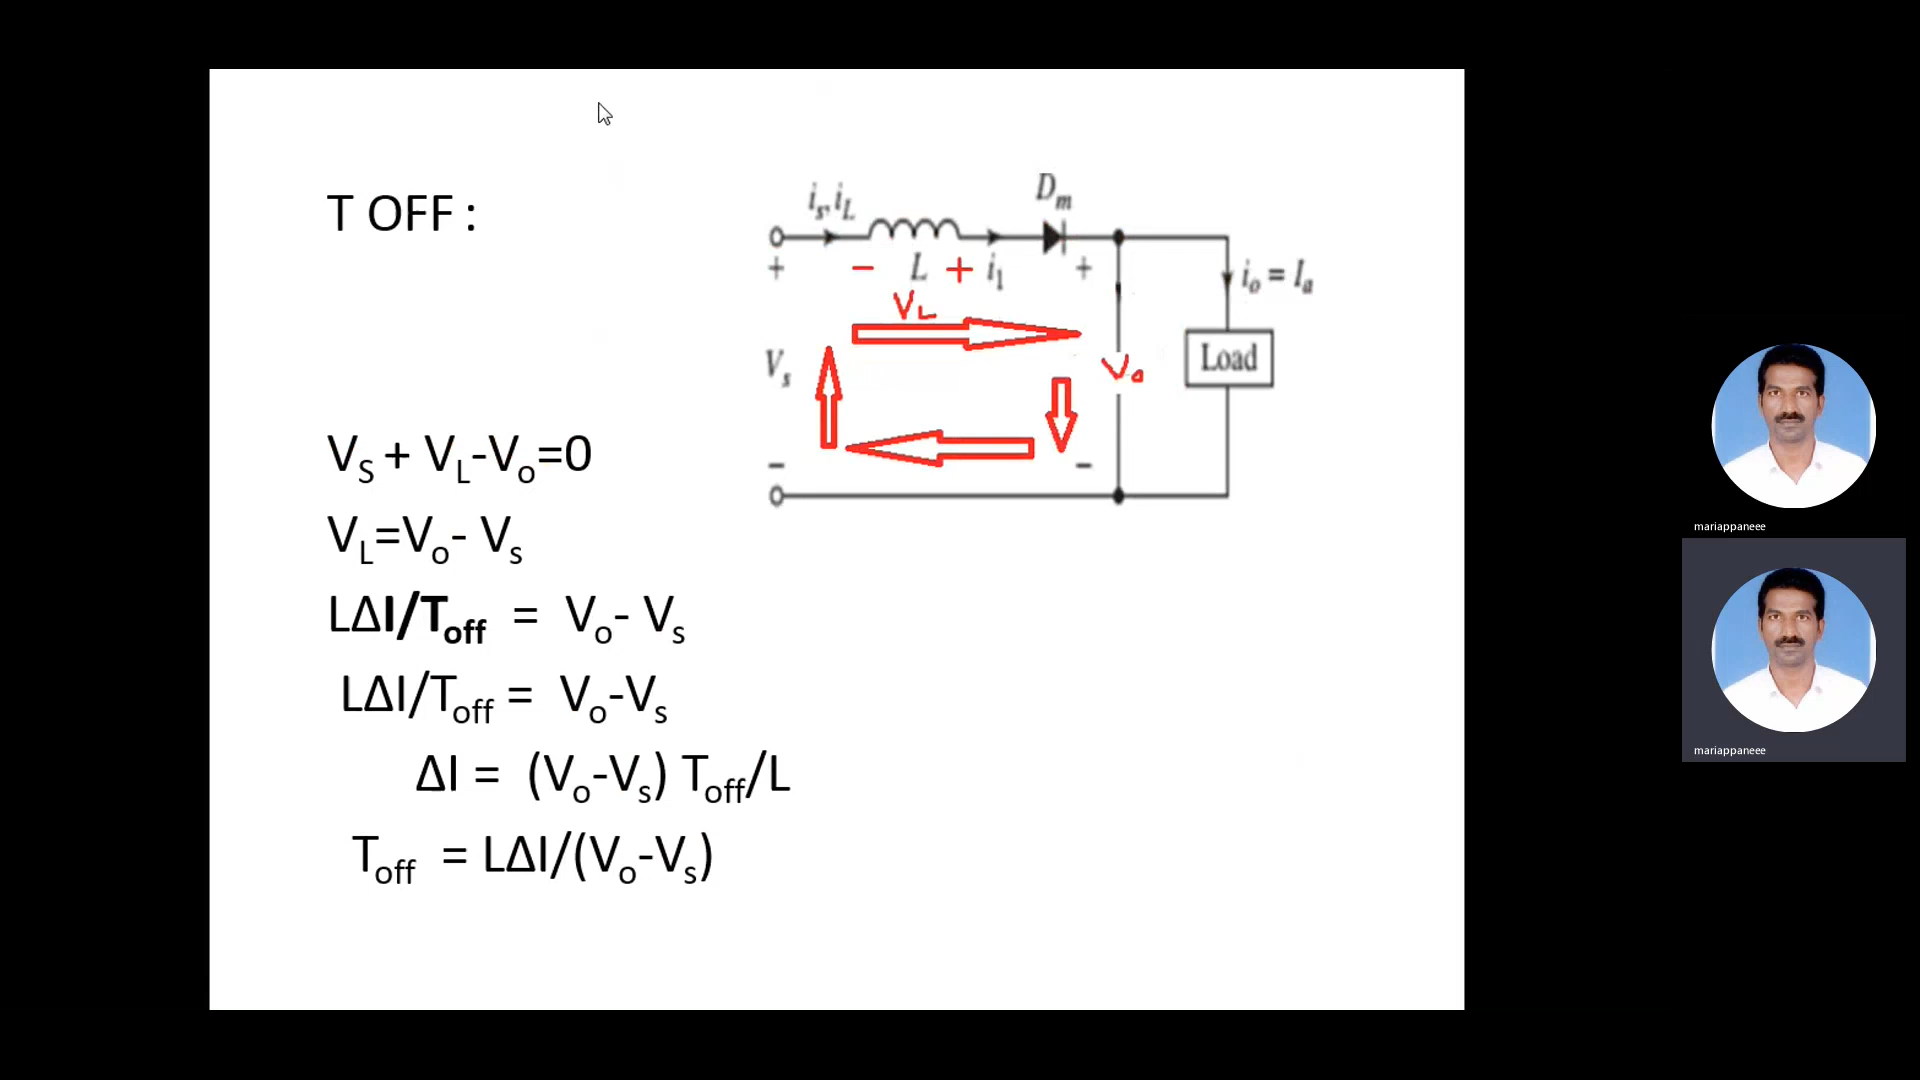 T OFF :
i_s, i_L
D_m
+ - L + i_1 +
i_o = I_a
V_L
V_s
V_a
Load
- -
V_S + V_L-V_o=0
V_L=V_o- V_s
LΔI/T_off = V_o- V_s
LΔI/T_off = V_o-V_s
ΔI = (V_o-V_s) T_off/L
T_off = LΔI/(V_o-V_s)
mariappaneee
mariappaneee